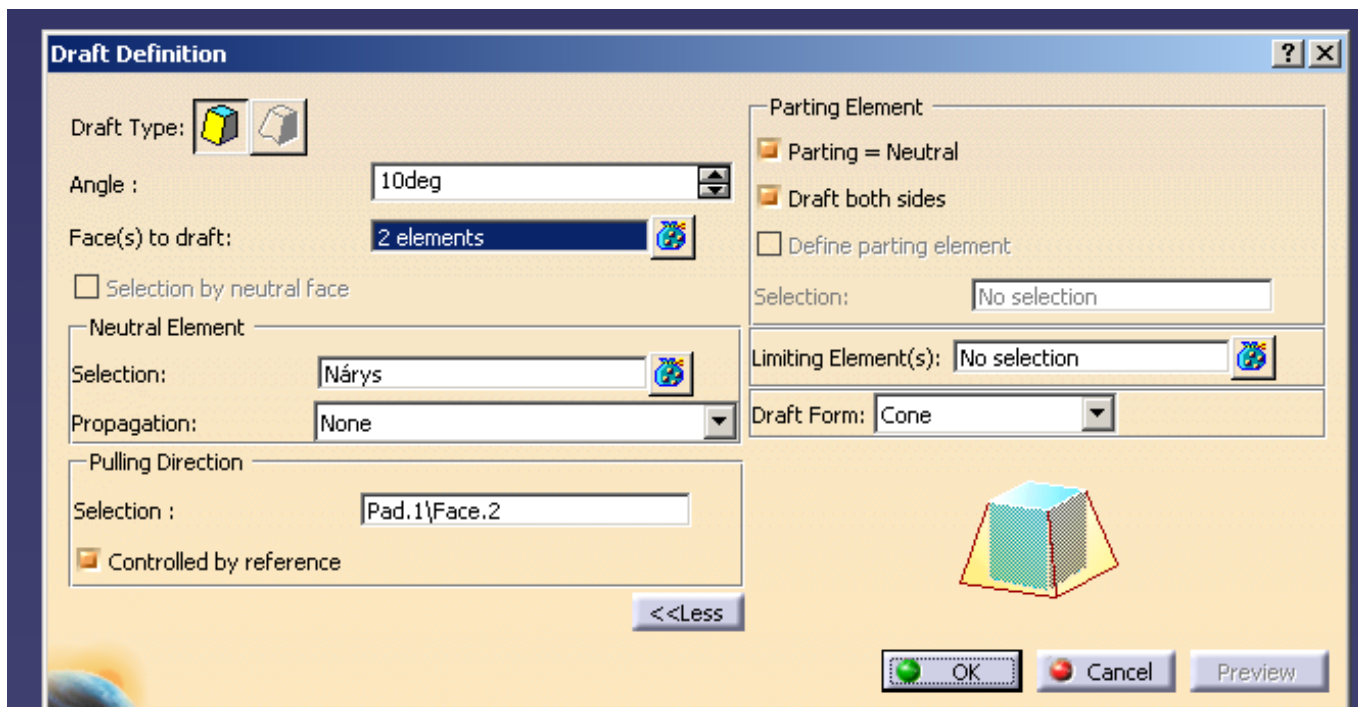 Draft Definition
Draft Type:
Angle :
10deg
Face(s) to draft:
2 elements
Selection by neutral face
Neutral Element
Selection:
Nárys
Propagation:
None
Pulling Direction
Selection :
Pad.1\Face.2
Controlled by reference
<<Less
Parting Element
Parting = Neutral
Draft both sides
Define parting element
Selection:
No selection
Limiting Element(s):
No selection
Draft Form:
Cone
OK
Cancel
Preview